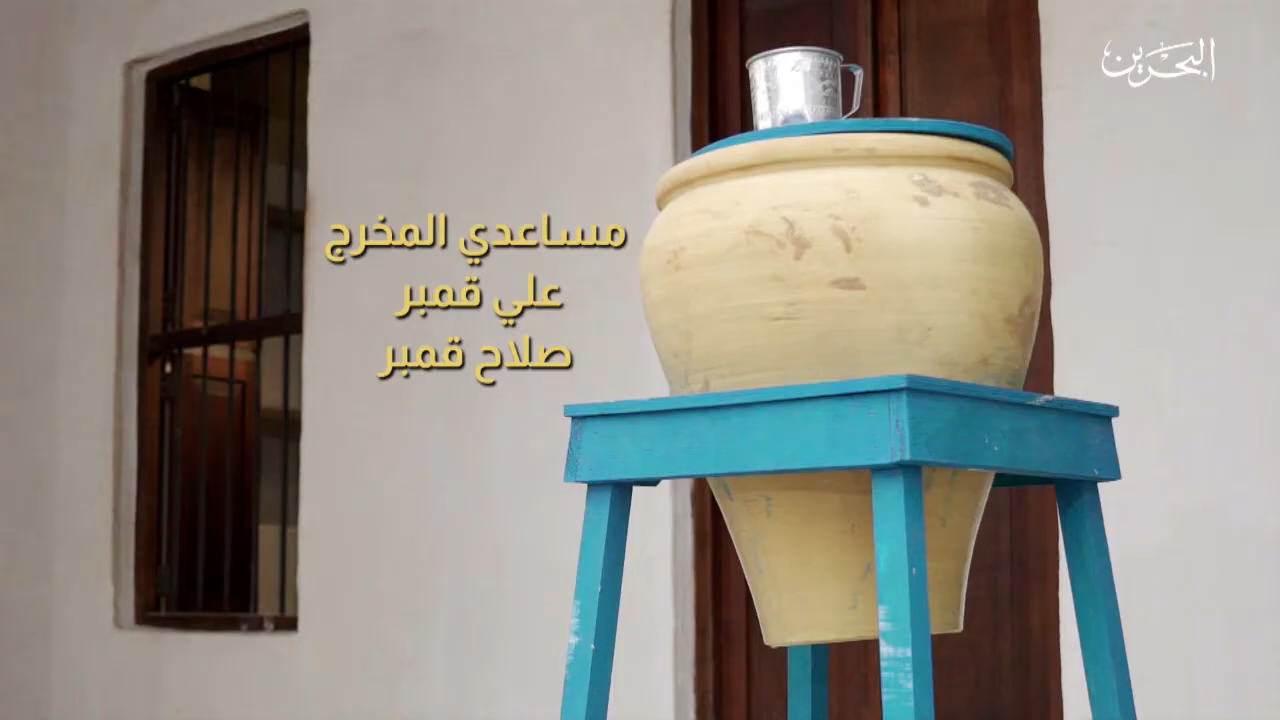 البحرين
مساعدي المخرج
علي قمبر
صلاح قمبر